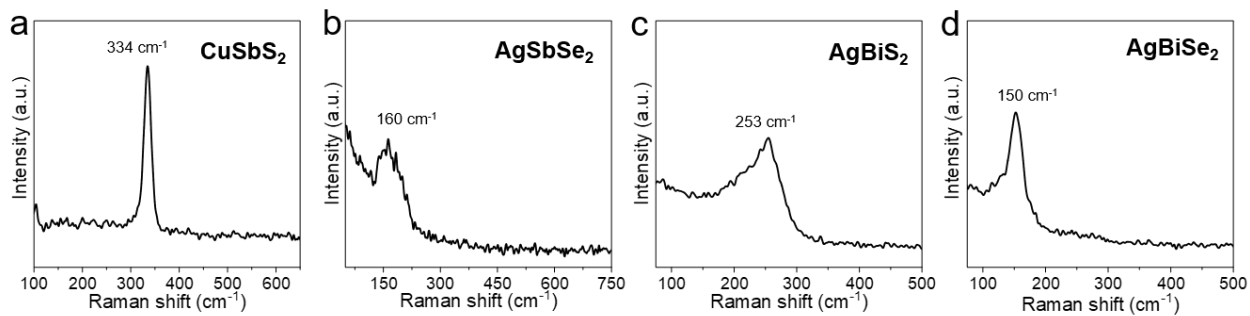 a
334 cm⁻¹
CuSbS₂
Intensity (a.u.)
100 200 300 400 500 600
Raman shift (cm⁻¹)
b
160 cm⁻¹
AgSbSe₂
Intensity (a.u.)
150 300 450 600 750
Raman shift (cm⁻¹)
c
253 cm⁻¹
AgBiS₂
Intensity (a.u.)
100 200 300 400 500
Raman shift (cm⁻¹)
d
150 cm⁻¹
AgBiSe₂
Intensity (a.u.)
100 200 300 400 500
Raman shift (cm⁻¹)